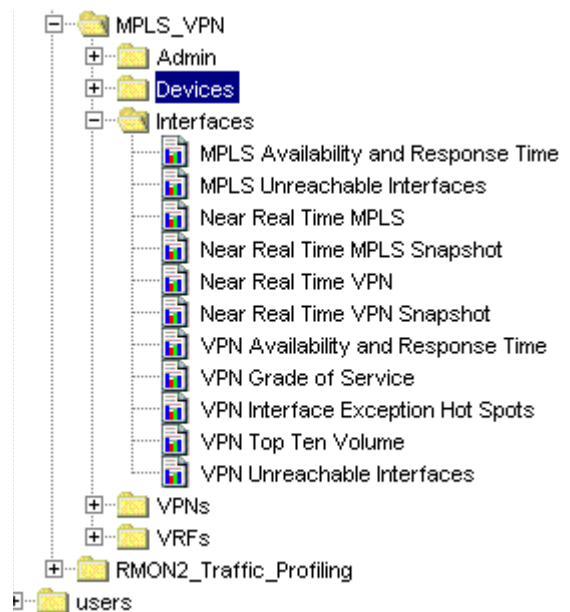 MPLS_VPN
Admin
Devices
Interfaces
MPLS Availability and Response Time
MPLS Unreachable Interfaces
Near Real Time MPLS
Near Real Time MPLS Snapshot
Near Real Time VPN
Near Real Time VPN Snapshot
VPN Availability and Response Time
VPN Grade of Service
VPN Interface Exception Hot Spots
VPN Top Ten Volume
VPN Unreachable Interfaces
VPNs
VRFs
RMON2_Traffic_Profiling
users